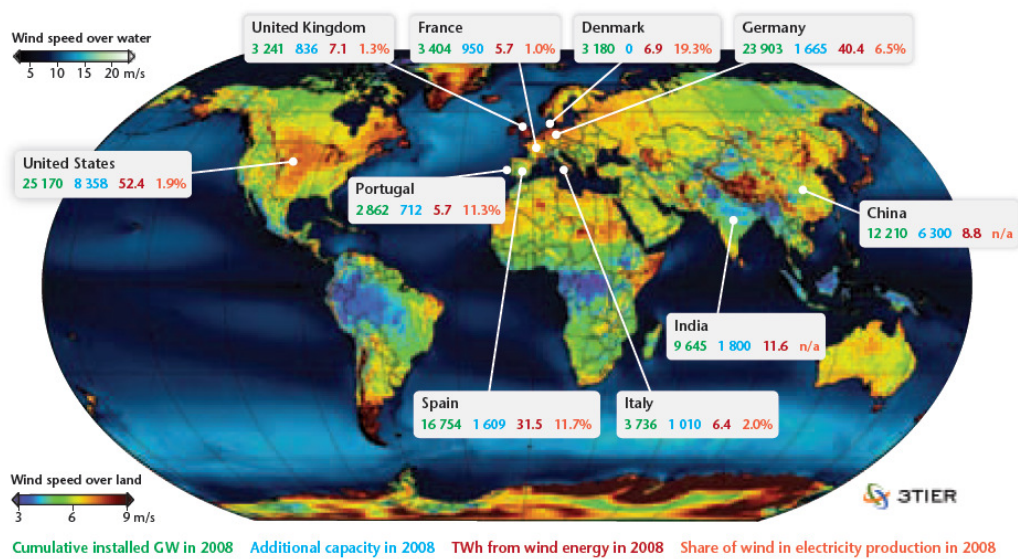 Wind speed over water
5 10 15 20 m/s
United Kingdom
3 241 836 7.1 1.3%
France
3 404 950 5.7 1.0%
Denmark
3 180 0 6.9 19.3%
Germany
23 903 1 665 40.4 6.5%
United States
25 170 8 358 52.4 1.9%
Portugal
2 862 712 5.7 11.3%
China
12 210 6 300 8.8 n/a
India
9 645 1 800 11.6 n/a
Spain
16 754 1 609 31.5 11.7%
Italy
3 736 1 010 6.4 2.0%
Wind speed over land
3 6 9 m/s
3TIER
Cumulative installed GW in 2008 Additional capacity in 2008 TWh from wind energy in 2008 Share of wind in electricity production in 2008